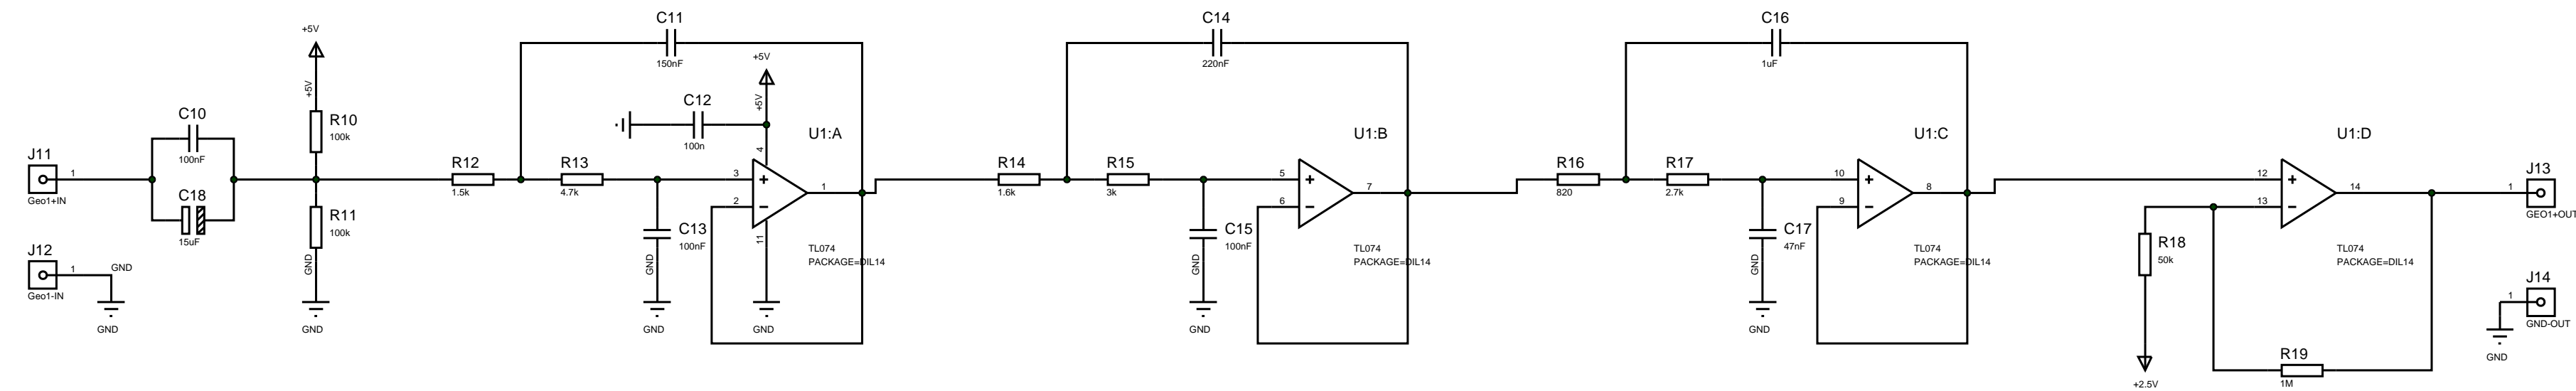 J11
1
Geo1+IN
J12
1
GND
Geo1-IN
GND
C10
100nF
C18
15uF
+5V
+5V
R10
100k
R11
100k
GND
GND
R12
1.5k
C11
150nF
R13
4.7k
C12
100n
+5V
+5V
C13
100nF
GND
GND
U1:A
4
3
2
1
11
TL074
PACKAGE=DIL14
GND
R14
1.6k
C14
220nF
R15
3k
C15
100nF
GND
GND
U1:B
5
6
7
TL074
PACKAGE=DIL14
R16
820
C16
1uF
R17
2.7k
C17
47nF
GND
GND
U1:C
10
9
8
TL074
PACKAGE=DIL14
U1:D
12
13
14
TL074
PACKAGE=DIL14
R18
50k
+2.5V
R19
1M
J13
1
GEO1+OUT
J14
1
GND-OUT
GND